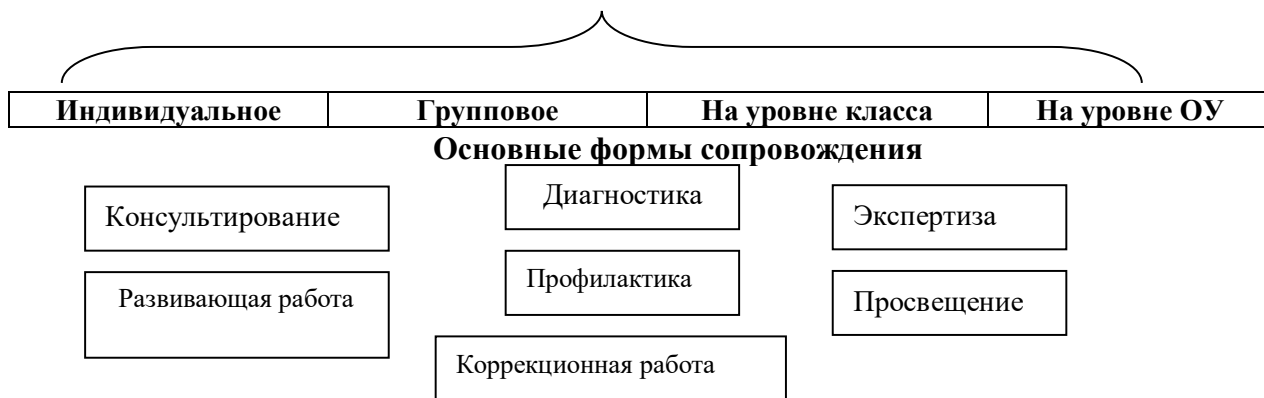 Индивидуальное Групповое На уровне класса На уровне ОУ
Основные формы сопровождения
Консультирование
Диагностика
Экспертиза
Развивающая работа
Профилактика
Просвещение
Коррекционная работа